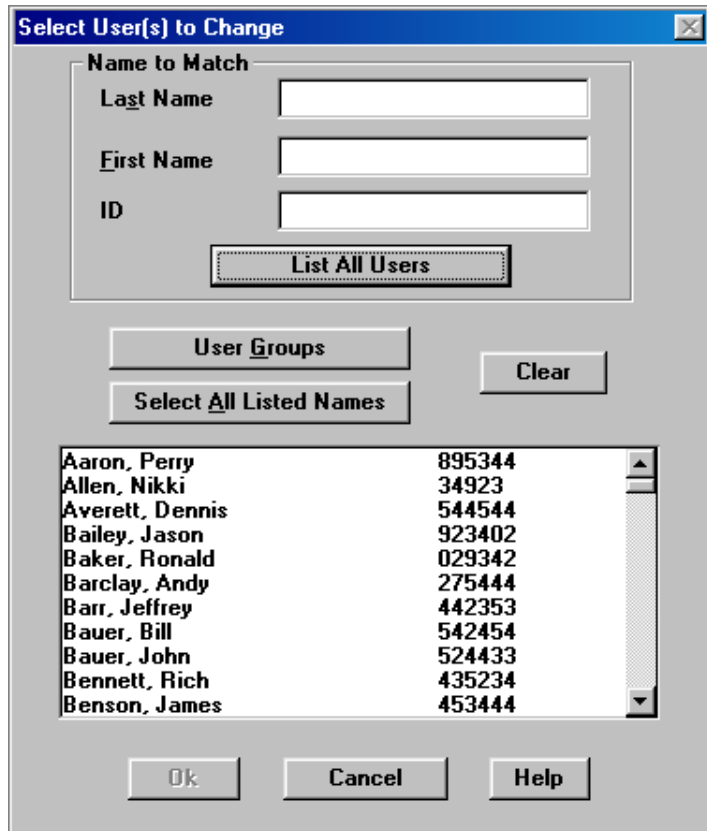 Select User(s) to Change
Name to Match
Last Name
First Name
ID
List All Users
User Groups
Clear
Select All Listed Names
Aaron, Perry 895344
Allen, Nikki 34923
Averett, Dennis 544544
Bailey, Jason 923402
Baker, Ronald 029342
Barclay, Andy 275444
Barr, Jeffrey 442353
Bauer, Bill 542454
Bauer, John 524433
Bennett, Rich 435234
Benson, James 453444
Ok Cancel Help